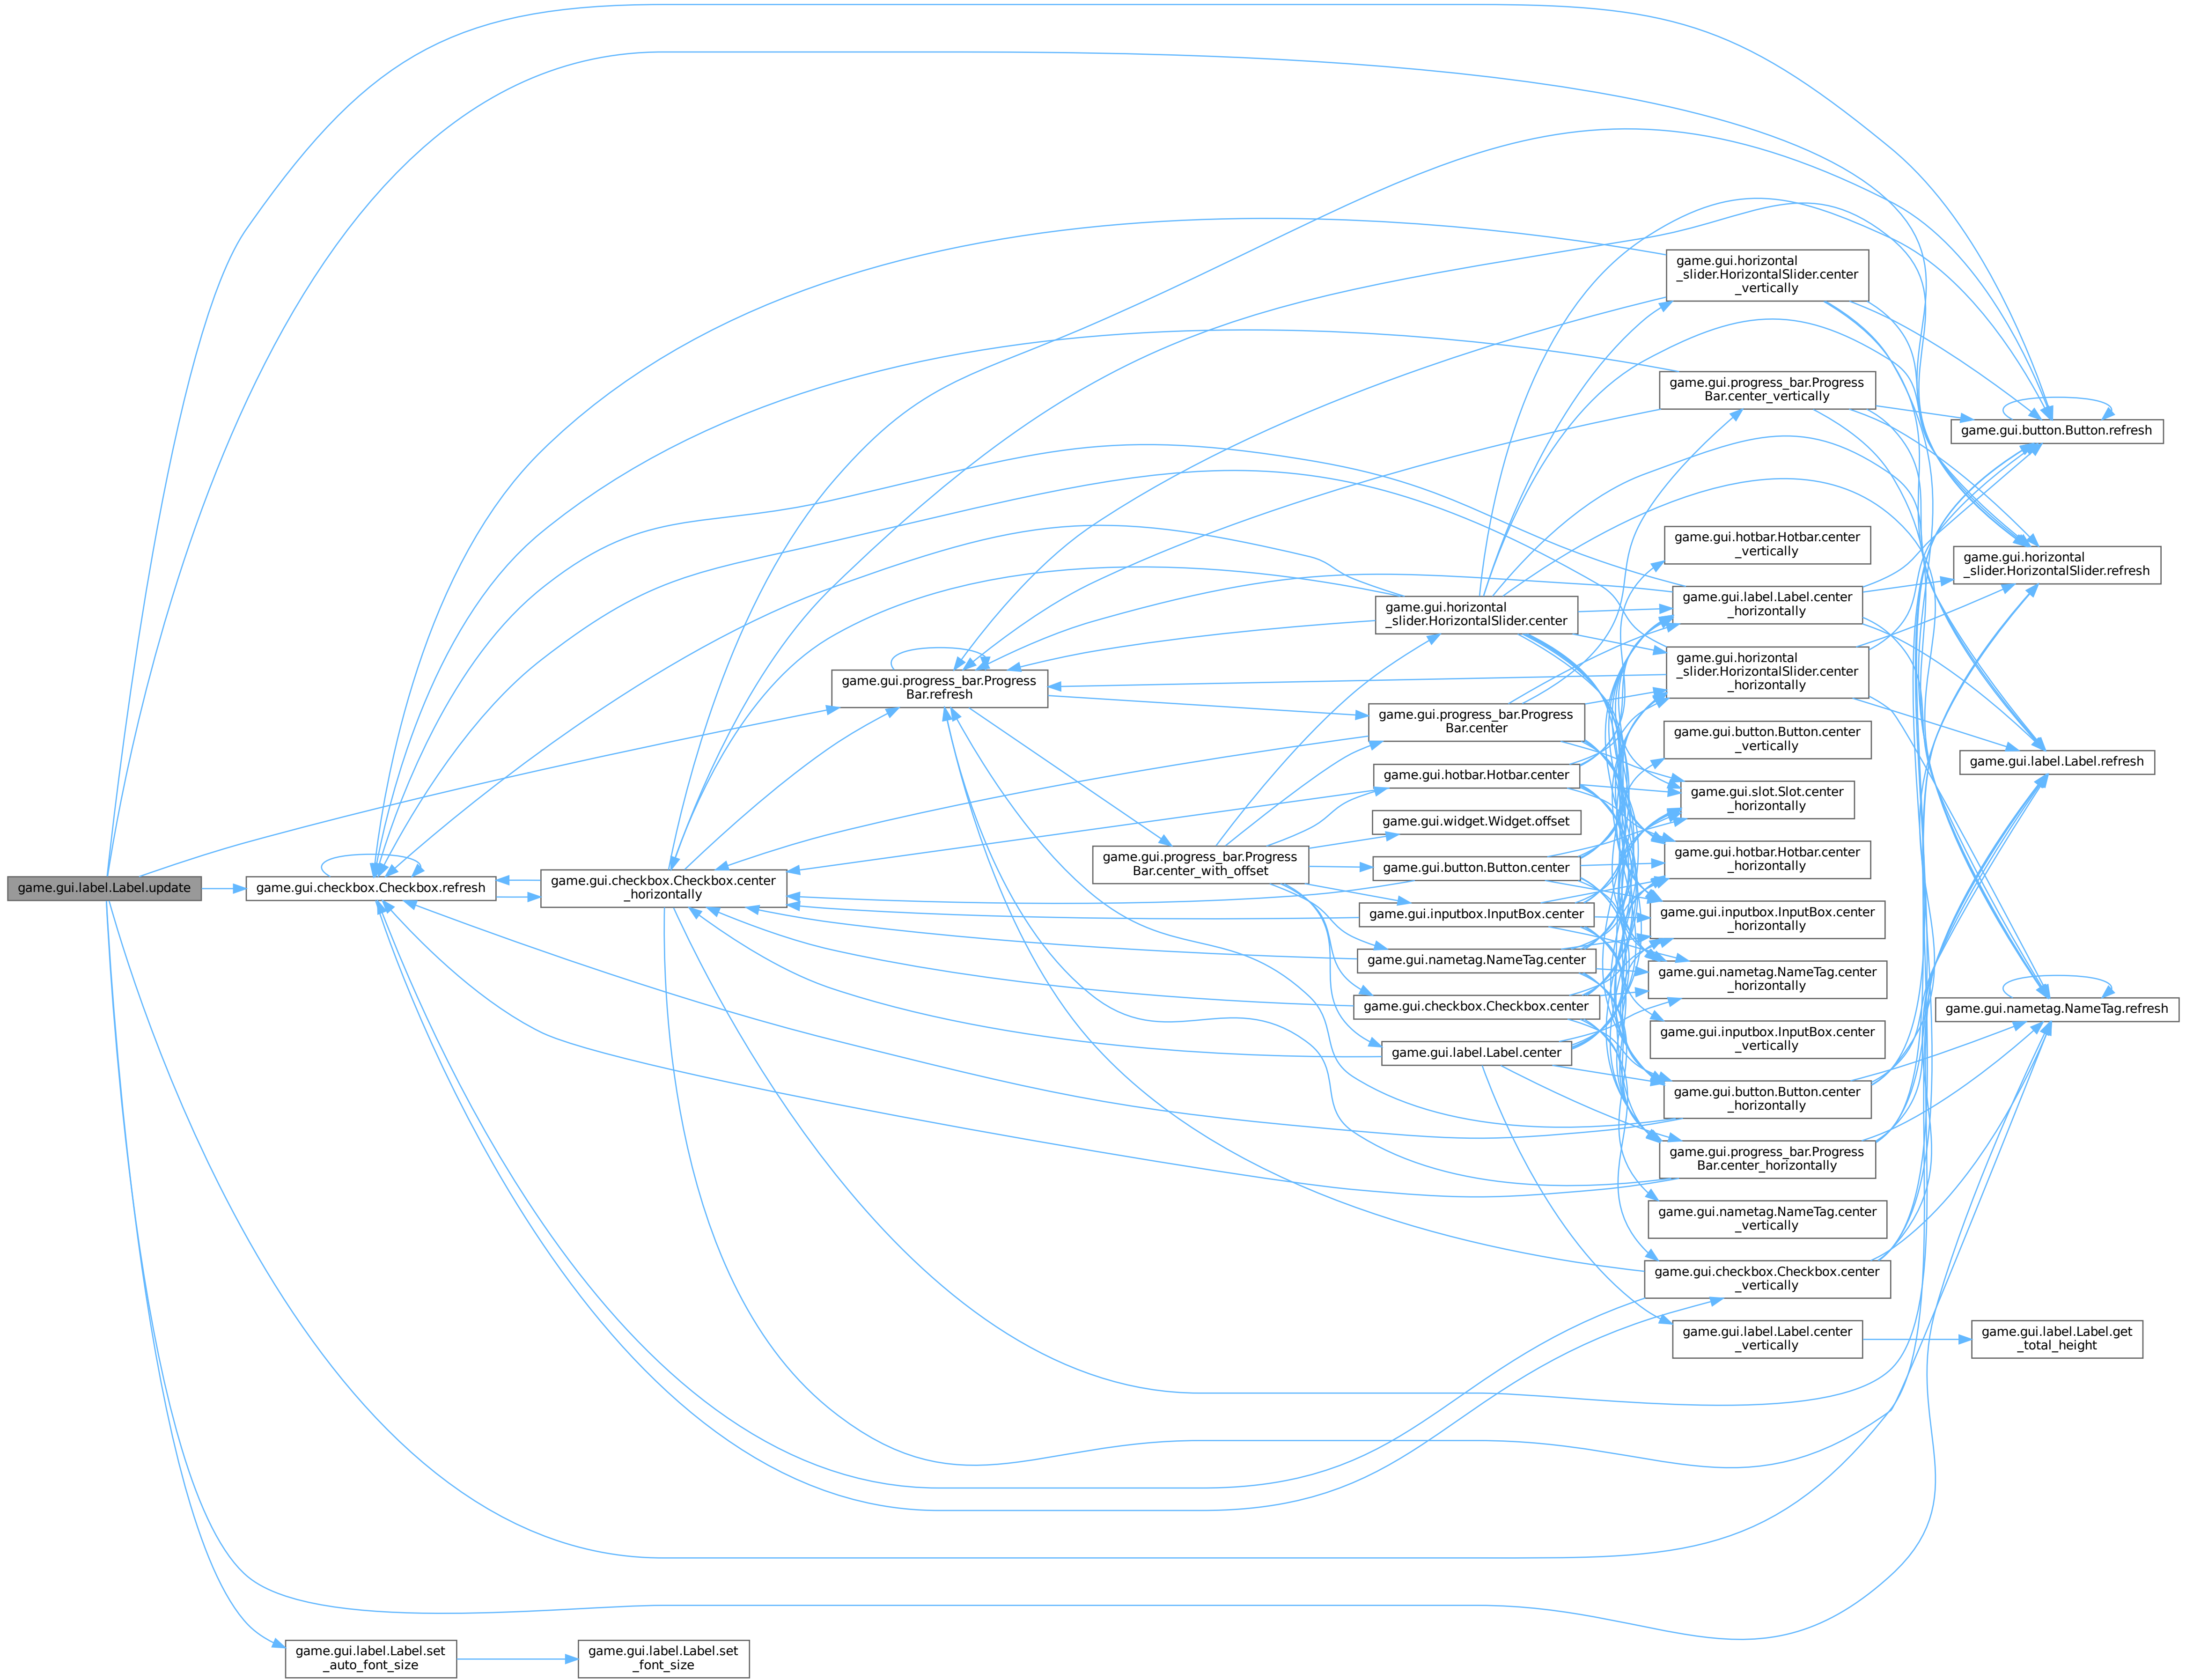 game.gui.horizontal
_slider.HorizontalSlider.center
_vertically
game.gui.progress_bar.Progress
Bar.center_vertically
game.gui.button.Button.refresh
game.gui.hotbar.Hotbar.center
_vertically
game.gui.horizontal
_slider.HorizontalSlider.refresh
game.gui.label.Label.center
_horizontally
game.gui.horizontal
_slider.HorizontalSlider.center
game.gui.horizontal
_slider.HorizontalSlider.center
_horizontally
game.gui.progress_bar.Progress
Bar.refresh
game.gui.progress_bar.Progress
Bar.center
game.gui.button.Button.center
_vertically
game.gui.label.Label.refresh
game.gui.hotbar.Hotbar.center
game.gui.slot.Slot.center
_horizontally
game.gui.widget.Widget.offset
game.gui.progress_bar.Progress
Bar.center_with_offset
game.gui.button.Button.center
game.gui.hotbar.Hotbar.center
_horizontally
game.gui.label.Label.update
game.gui.checkbox.Checkbox.refresh
game.gui.checkbox.Checkbox.center
_horizontally
game.gui.inputbox.InputBox.center
game.gui.inputbox.InputBox.center
_horizontally
game.gui.nametag.NameTag.center
game.gui.nametag.NameTag.center
_horizontally
game.gui.checkbox.Checkbox.center
game.gui.nametag.NameTag.refresh
game.gui.inputbox.InputBox.center
_vertically
game.gui.label.Label.center
game.gui.button.Button.center
_horizontally
game.gui.progress_bar.Progress
Bar.center_horizontally
game.gui.nametag.NameTag.center
_vertically
game.gui.checkbox.Checkbox.center
_vertically
game.gui.label.Label.center
_vertically
game.gui.label.Label.get
_total_height
game.gui.label.Label.set
_auto_font_size
game.gui.label.Label.set
_font_size